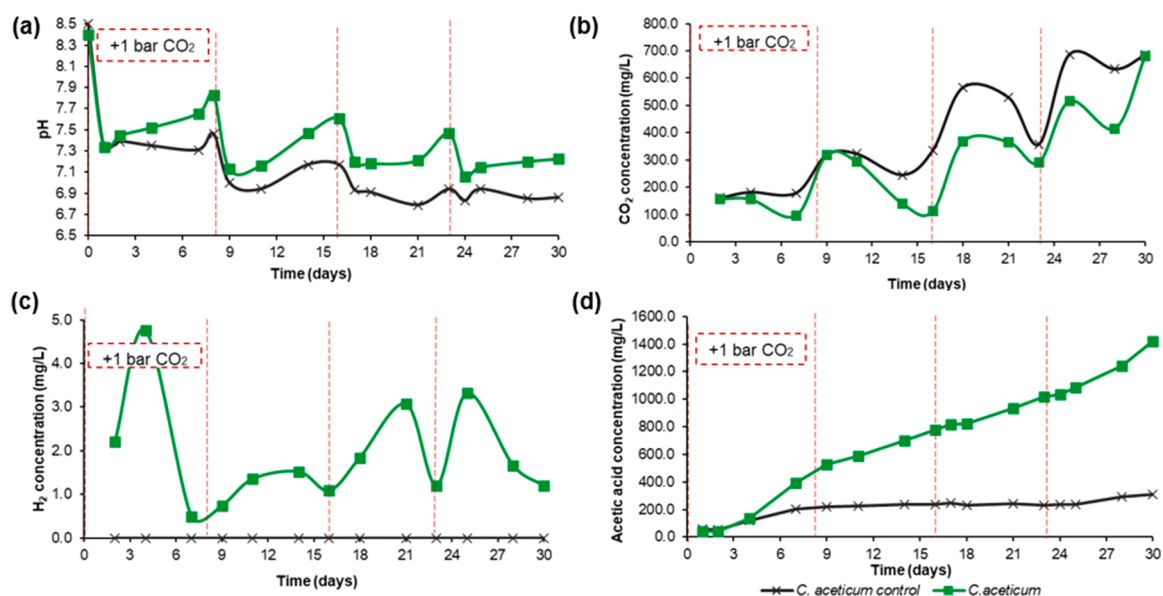 (a)
8.5
8.3
8.1
7.9
7.7
7.5
7.3
7.1
6.9
6.7
6.5
pH
+1 bar CO2
0 3 6 9 12 15 18 21 24 27 30
Time (days)
(b)
800.0
700.0
600.0
500.0
400.0
300.0
200.0
100.0
0.0
CO2 concentration (mg/L)
+1 bar CO2
0 3 6 9 12 15 18 21 24 27 30
Time (days)
(c)
5.0
4.0
3.0
2.0
1.0
0.0
H2 concentration (mg/L)
+1 bar CO2
0 3 6 9 12 15 18 21 24 27 30
Time (days)
(d)
1600.0
1400.0
1200.0
1000.0
800.0
600.0
400.0
200.0
0.0
Acetic acid concentration (mg/L)
+1 bar CO2
0 3 6 9 12 15 18 21 24 27 30
Time (days)
C. aceticum control
C.aceticum